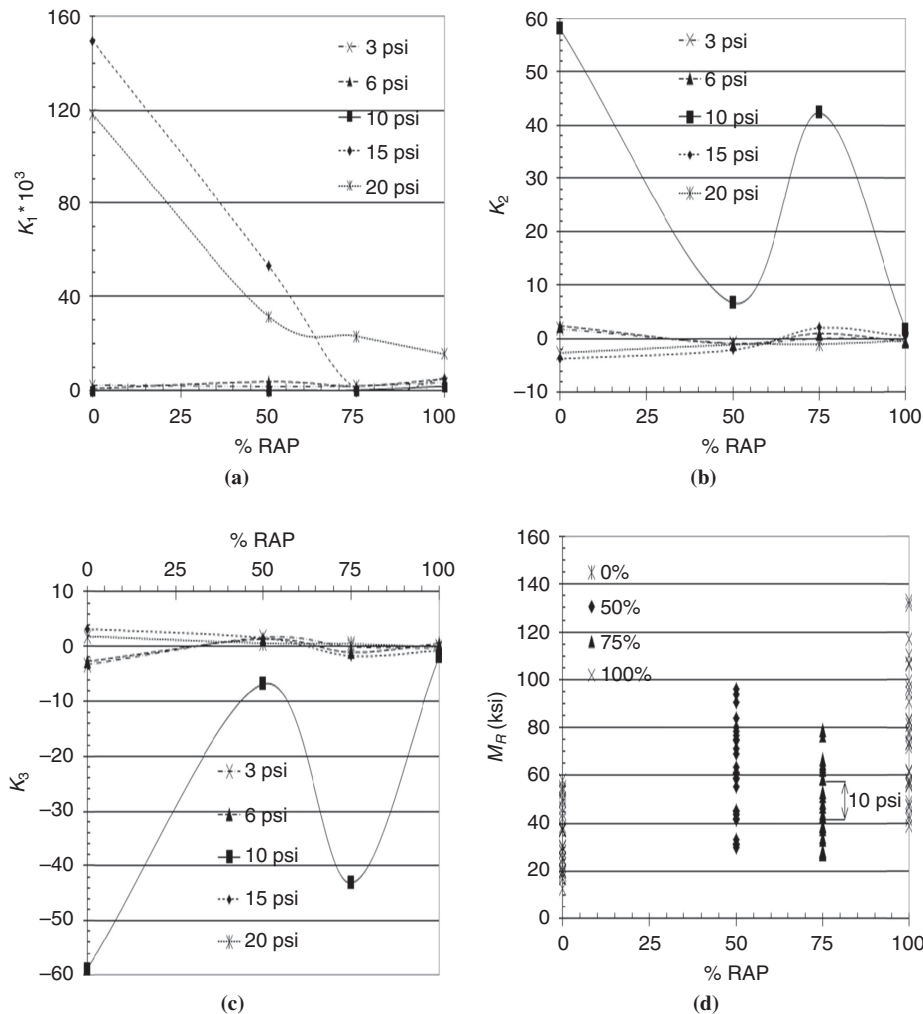 160
120
80
40
0
K1 * 10^3
3 psi
6 psi
10 psi
15 psi
20 psi
0 25 50 75 100
% RAP
(a)
60
50
40
30
20
10
0
–10
K2
3 psi
6 psi
10 psi
15 psi
20 psi
0 25 50 75 100
% RAP
(b)
% RAP
0 25 50 75 100
10
0
–10
–20
–30
–40
–50
–60
K3
3 psi
6 psi
10 psi
15 psi
20 psi
(c)
160
140
120
100
80
60
40
20
0
MR (ksi)
0%
50%
75%
100%
10 psi
0 25 50 75 100
% RAP
(d)